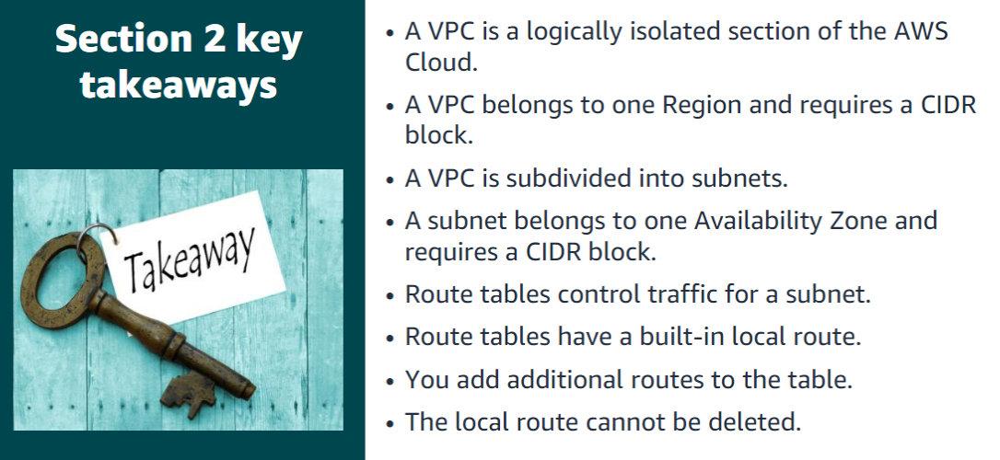 Section 2 key
takeaways
Takeaway
• A VPC is a logically isolated section of the AWS
Cloud.
• A VPC belongs to one Region and requires a CIDR
block.
• A VPC is subdivided into subnets.
• A subnet belongs to one Availability Zone and
requires a CIDR block.
• Route tables control traffic for a subnet.
• Route tables have a built-in local route.
• You add additional routes to the table.
• The local route cannot be deleted.